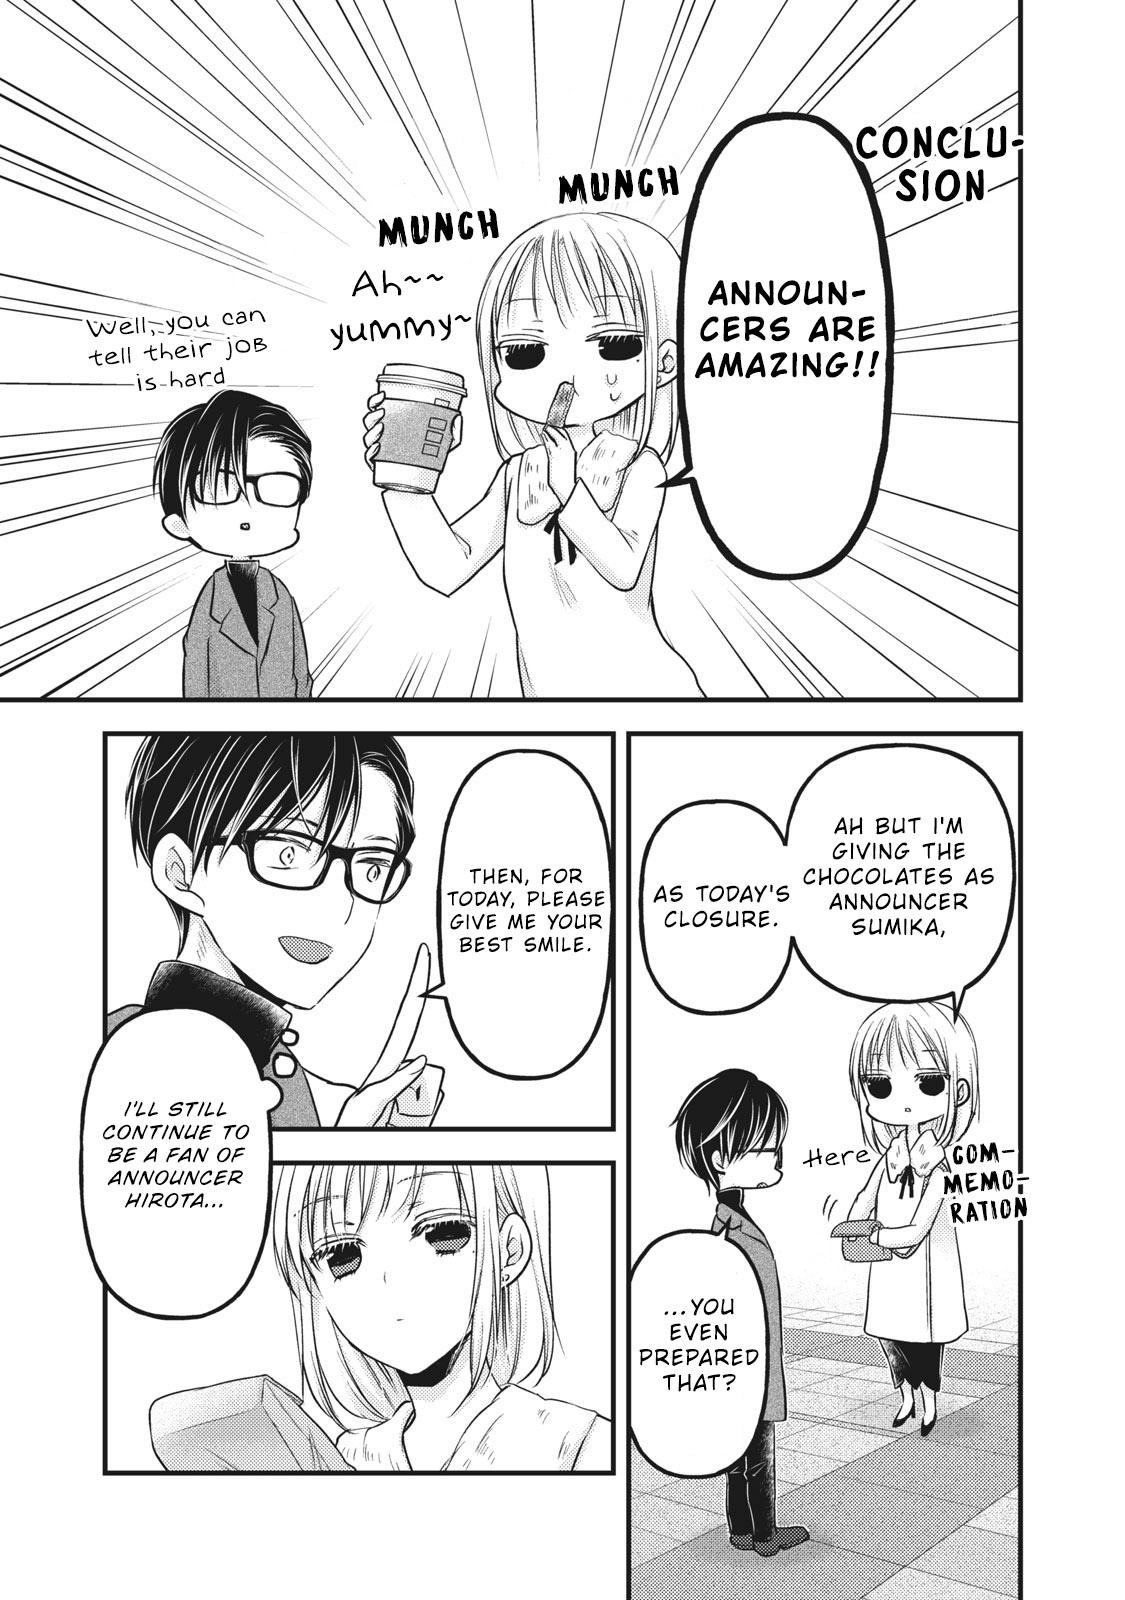 CONCLU-
SION
ANNOUN-
CERS ARE
AMAZING!!
MUNCH
MUNCH
Ah~~
yummy~
Well, you can
tell their job
is hard
AH BUT I'M
GIVING THE
CHOCOLATES AS
ANNOUNCER
SUMIKA,
AS TODAY'S
CLOSURE.
Here
COM-
MEMO-
RATION
...YOU
EVEN
PREPARED
THAT?
THEN, FOR
TODAY, PLEASE
GIVE ME YOUR
BEST SMILE.
I'LL STILL
CONTINUE TO
BE A FAN OF
ANNOUNCER
HIROTA...